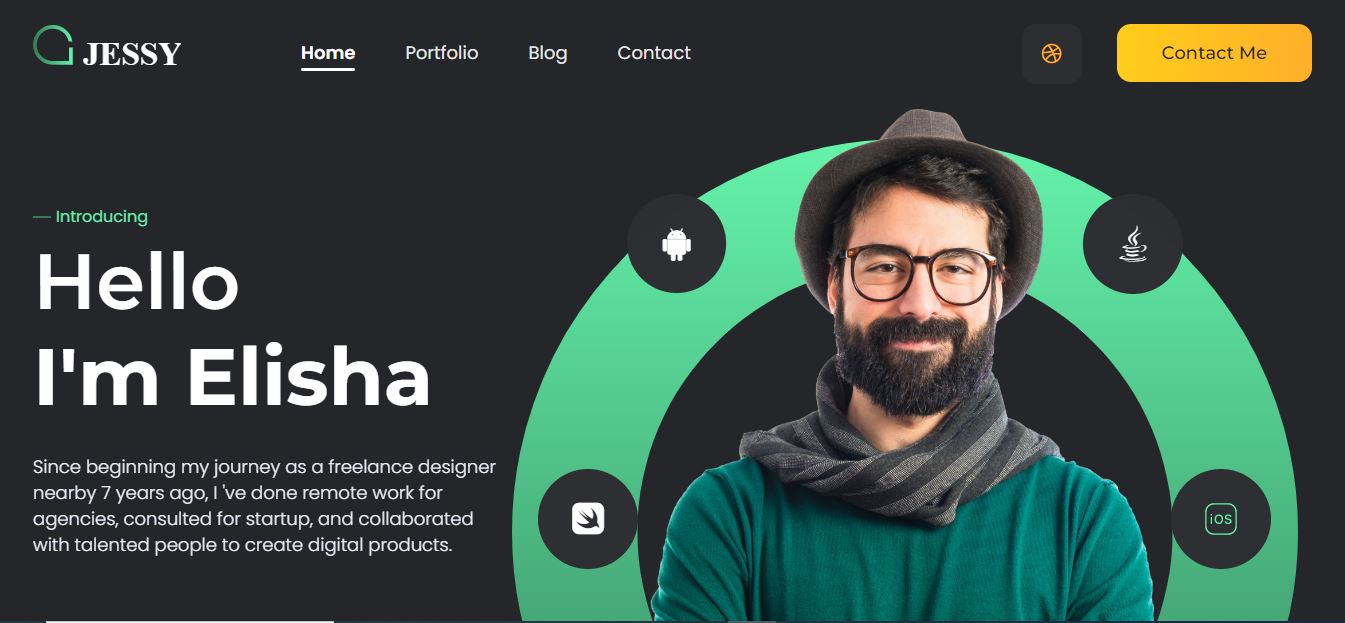 JESSY
Home
Portfolio
Blog
Contact
Contact Me
— Introducing
Hello
I'm Elisha
Since beginning my journey as a freelance designer
nearby 7 years ago, I 've done remote work for
agencies, consulted for startup, and collaborated
with talented people to create digital products.
iOS